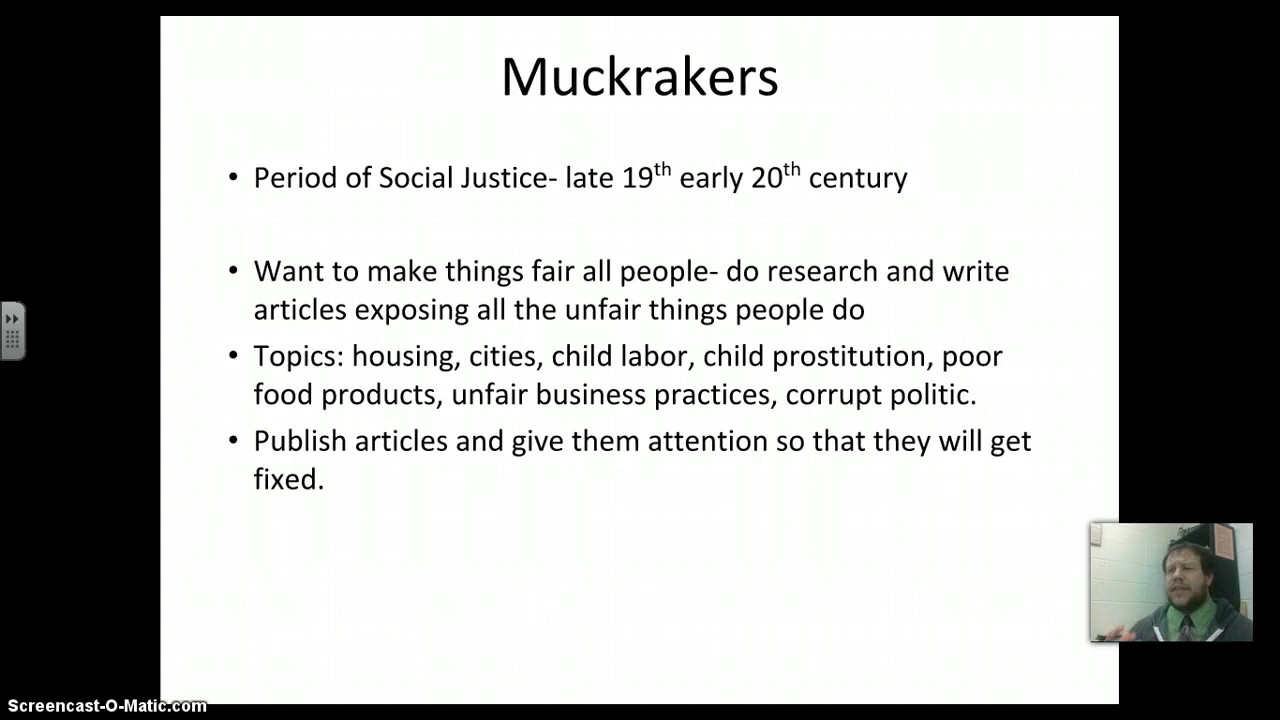 Muckrakers
• Period of Social Justice- late 19th early 20th century
• Want to make things fair all people- do research and write
articles exposing all the unfair things people do
• Topics: housing, cities, child labor, child prostitution, poor
food products, unfair business practices, corrupt politic.
• Publish articles and give them attention so that they will get
fixed.
Screencast-O-Matic.com